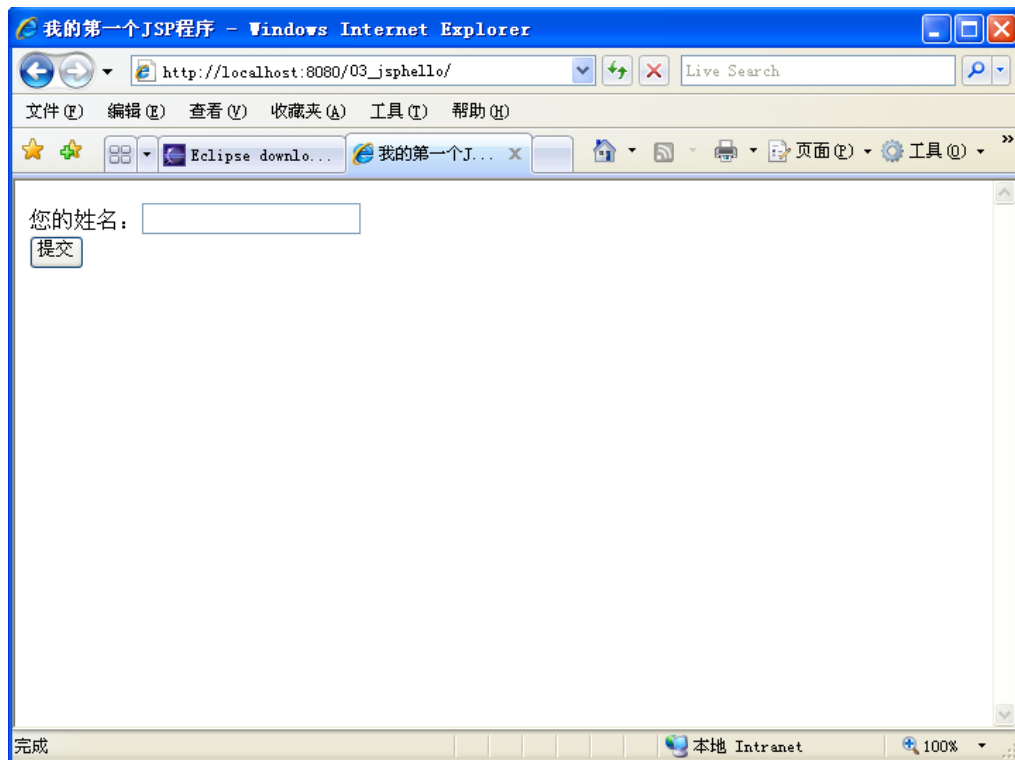 我的第一个JSP程序 - Windows Internet Explorer
http://localhost:8080/03_jsphello/ Live Search
文件(F) 编辑(E) 查看(V) 收藏夹(A) 工具(T) 帮助(H)
Eclipse downlo... 我的第一个J... 页面(P) 工具(O) »
您的姓名：
提交
完成 本地 Intranet 100%